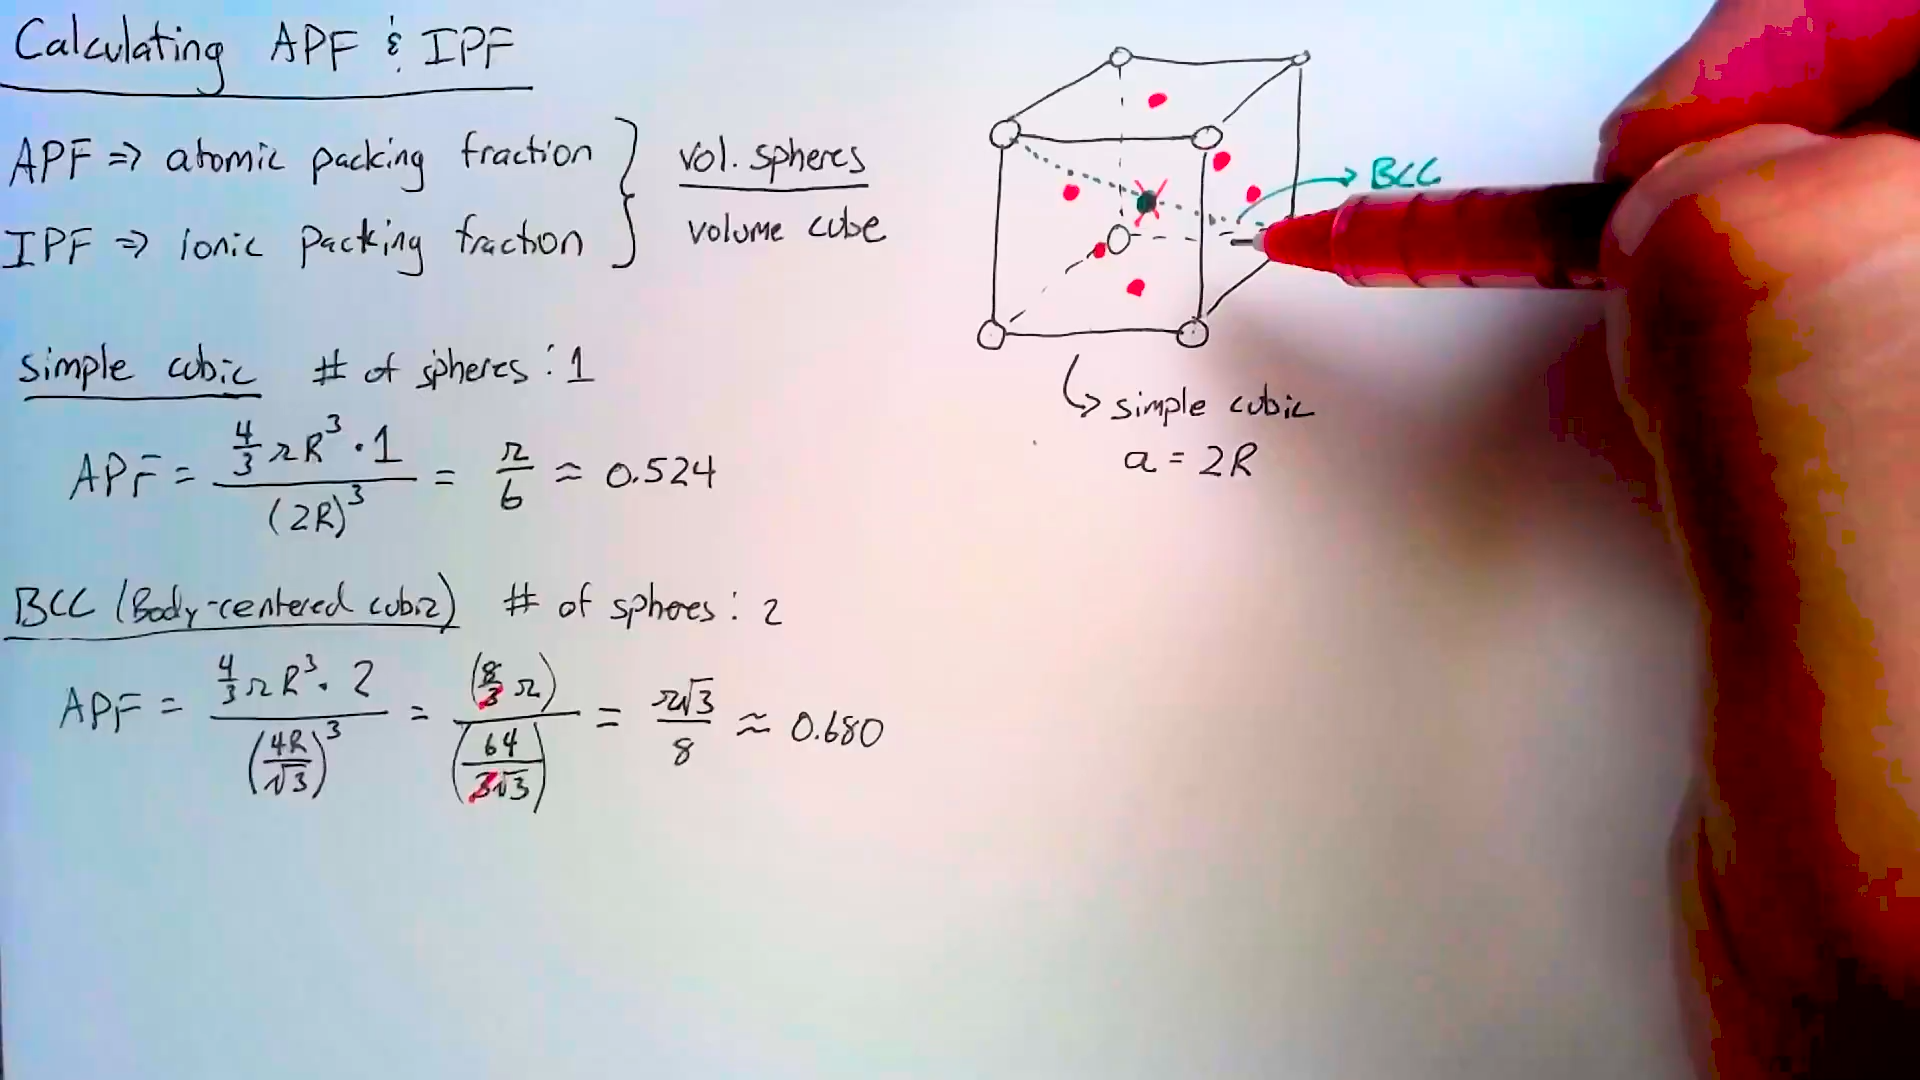 Calculating APF & IPF
APF => atomic packing fraction
IPF => ionic packing fraction
vol. spheres
volume cube
BCC
simple cubic # of spheres : 1
APF = (4/3 πR³ · 1)/(2R)³ = π/6 ≈ 0.524
simple cubic
a = 2R
BCC (Body-centered cubic) # of spheres : 2
APF = (4/3 πR³ · 2)/(4R/√3)³ = (8/3 π)/(64/3√3) = π√3/8 ≈ 0.680